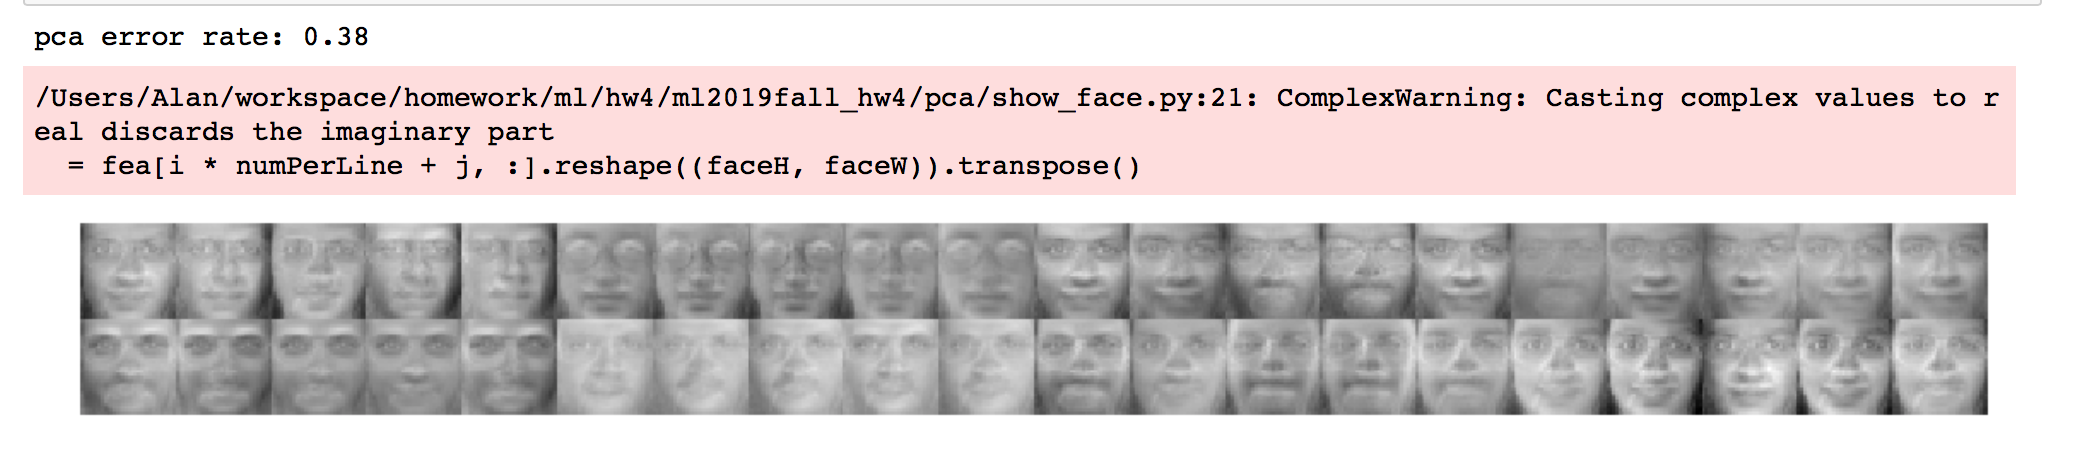 pca error rate: 0.38
/Users/Alan/workspace/homework/ml/hw4/ml2019fall_hw4/pca/show_face.py:21: ComplexWarning: Casting complex values to r
eal discards the imaginary part
  = fea[i * numPerLine + j, :].reshape((faceH, faceW)).transpose()